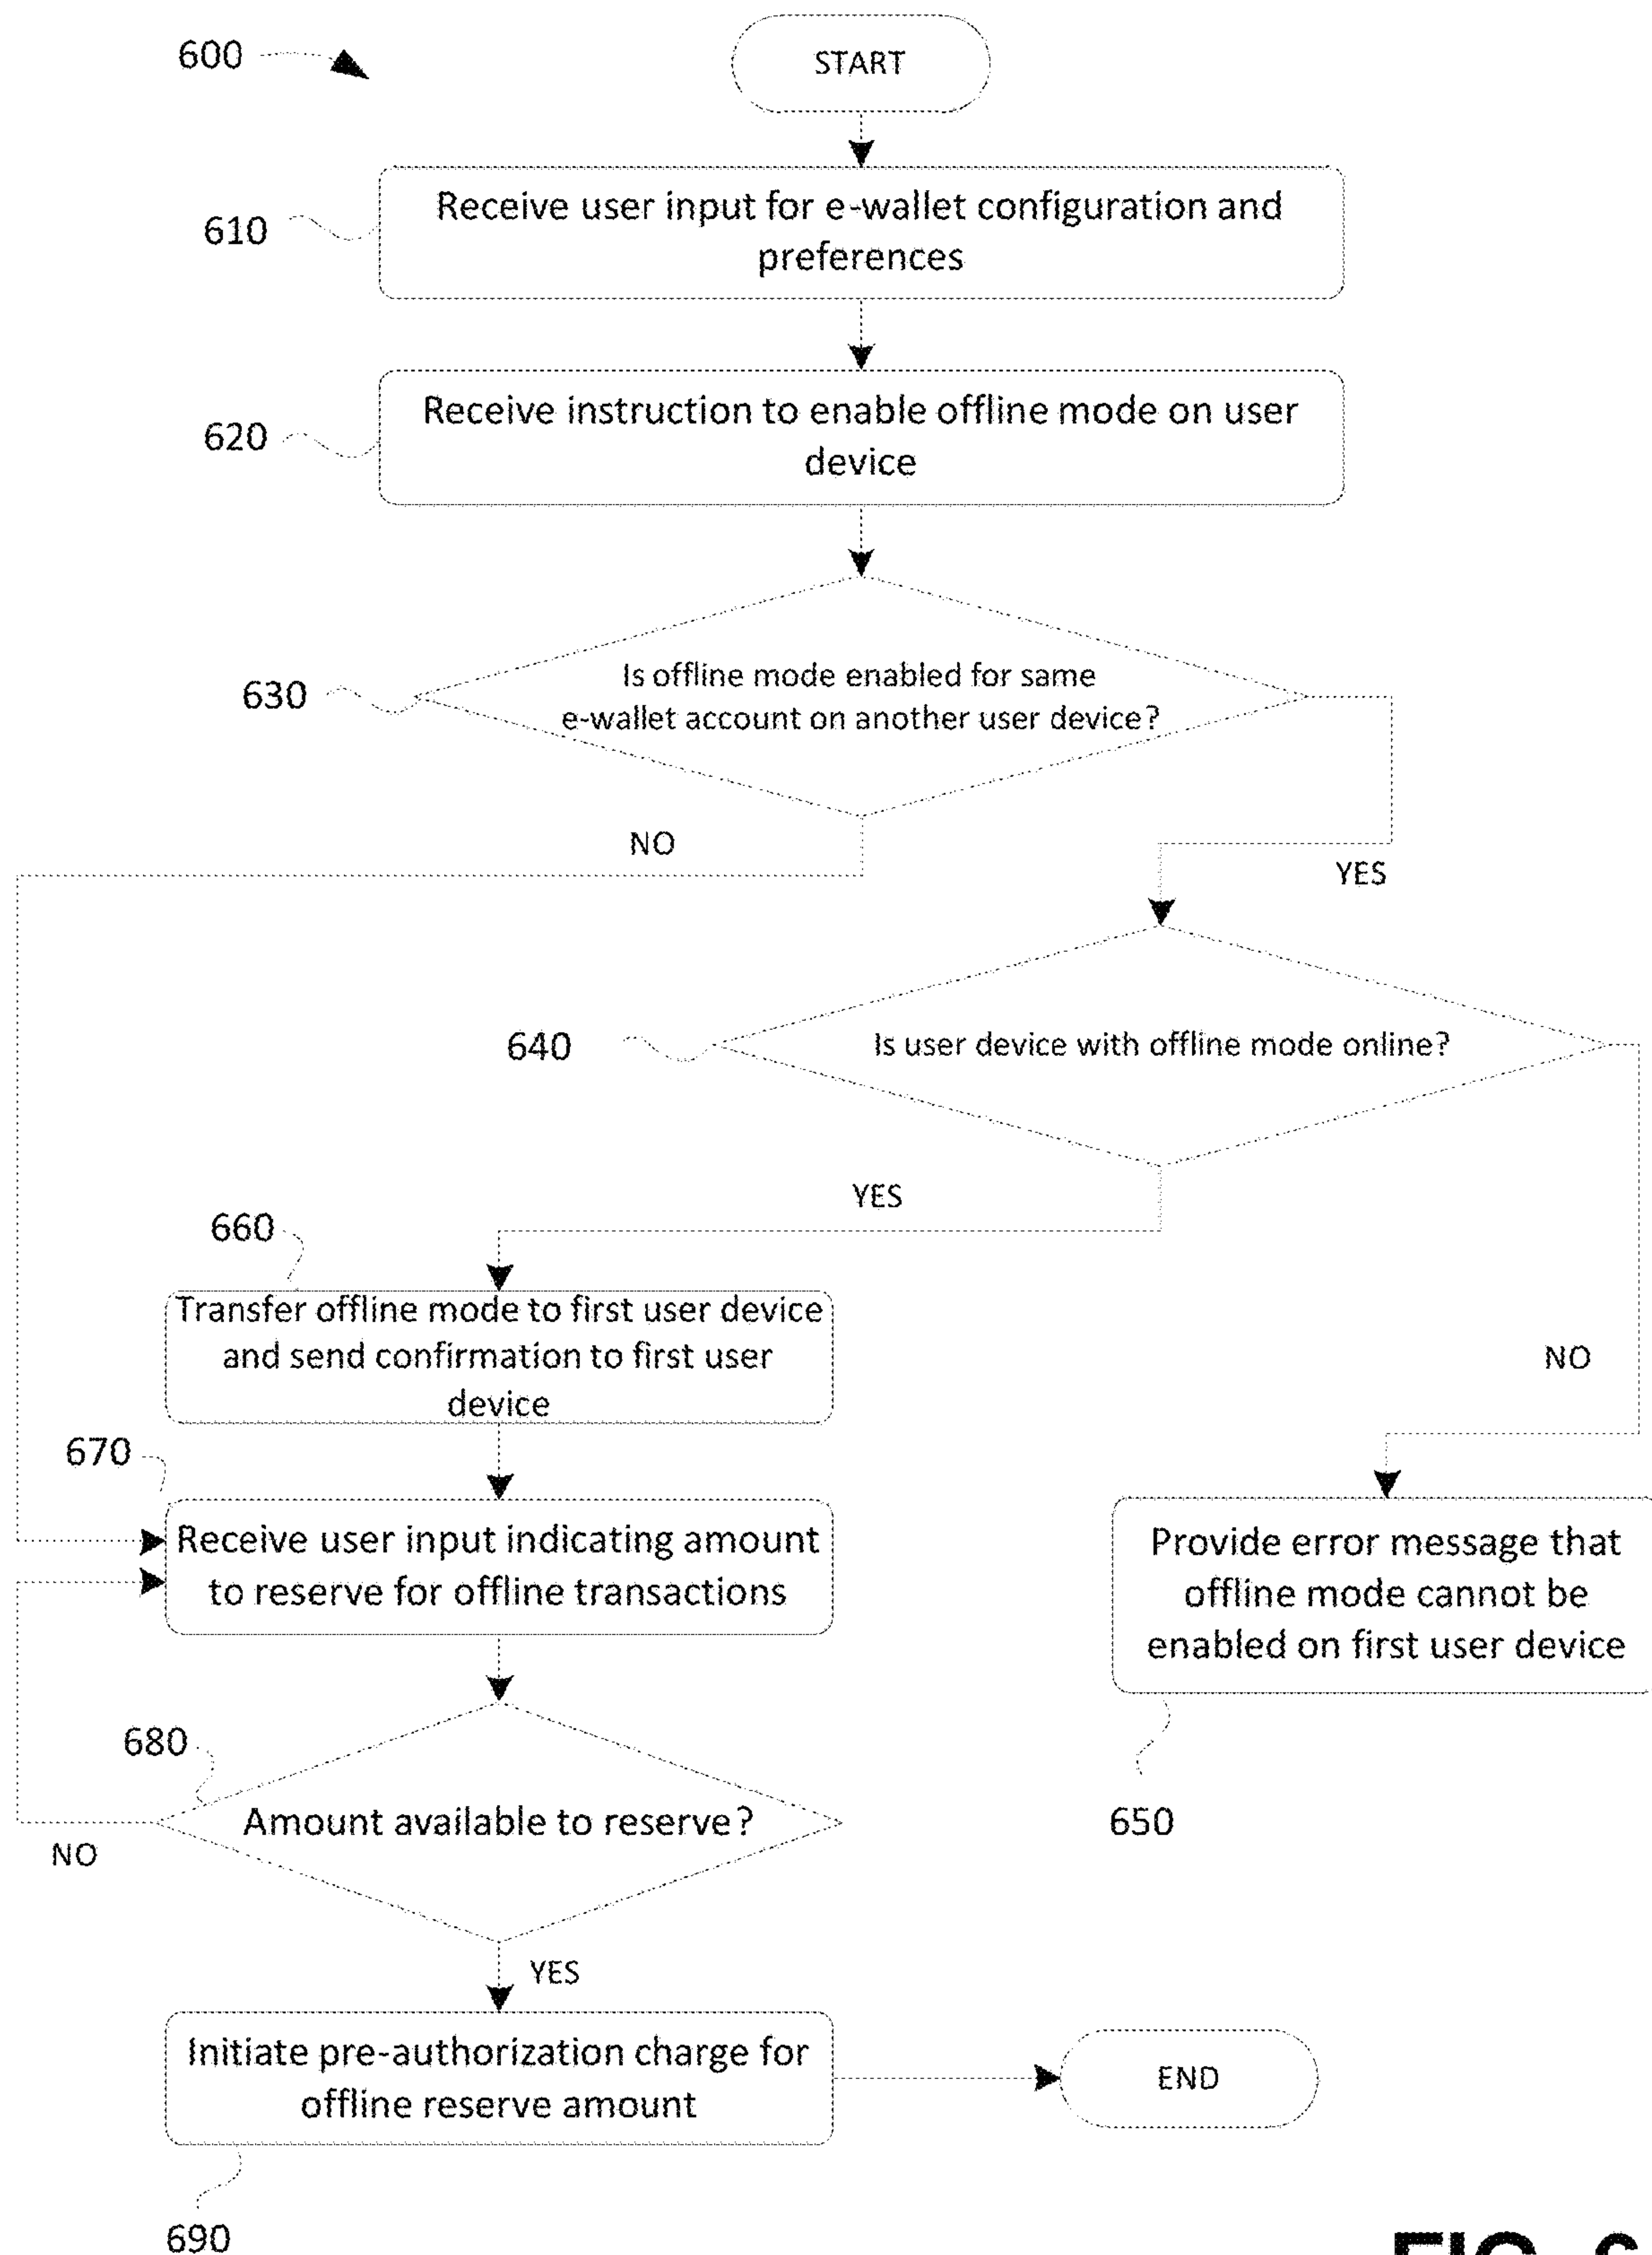 600
START
610
Receive user input for e-wallet configuration and
preferences
620
Receive instruction to enable offline mode on user
device
630
Is offline mode enabled for same
e-wallet account on another user device?
NO
YES
640
Is user device with offline mode online?
YES
660
Transfer offline mode to first user device
and send confirmation to first user
device
NO
670
Receive user input indicating amount
to reserve for offline transactions
Provide error message that
offline mode cannot be
enabled on first user device
680
Amount available to reserve?
NO
650
YES
Initiate pre-authorization charge for
offline reserve amount
END
690
FIG. 6